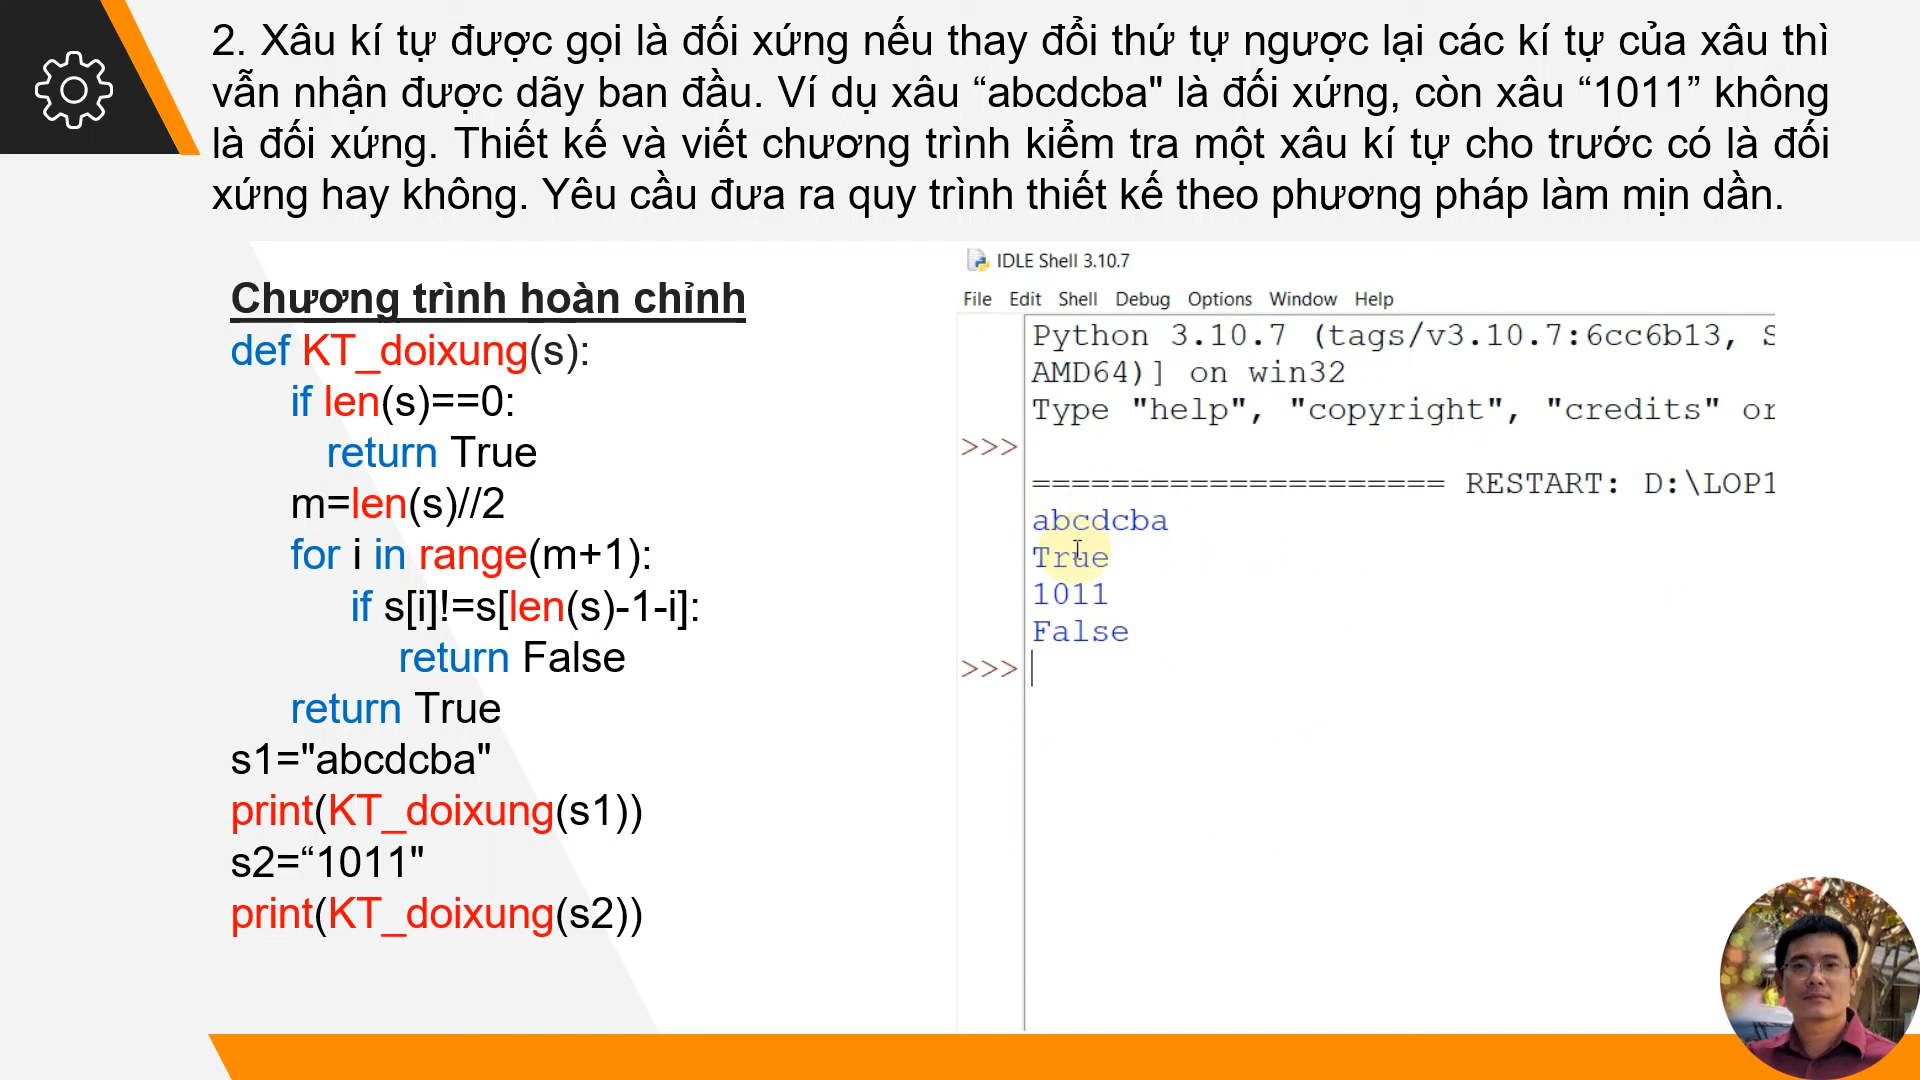 2. Xâu kí tự được gọi là đối xứng nếu thay đổi thứ tự ngược lại các kí tự của xâu thì
vẫn nhận được dãy ban đầu. Ví dụ xâu “abcdcba" là đối xứng, còn xâu “1011” không
là đối xứng. Thiết kế và viết chương trình kiểm tra một xâu kí tự cho trước có là đối
xứng hay không. Yêu cầu đưa ra quy trình thiết kế theo phương pháp làm mịn dần.
Chương trình hoàn chỉnh
def KT_doixung(s):
if len(s)==0:
return True
m=len(s)//2
for i in range(m+1):
if s[i]!=s[len(s)-1-i]:
return False
return True
s1="abcdcba"
print(KT_doixung(s1))
s2=“1011"
print(KT_doixung(s2))
IDLE Shell 3.10.7
File Edit Shell Debug Options Window Help
Python 3.10.7 (tags/v3.10.7:6cc6b13, S
AMD64)] on win32
Type "help", "copyright", "credits" or
>>>
===================== RESTART: D:\LOP1
abcdcba
True
1011
False
>>>